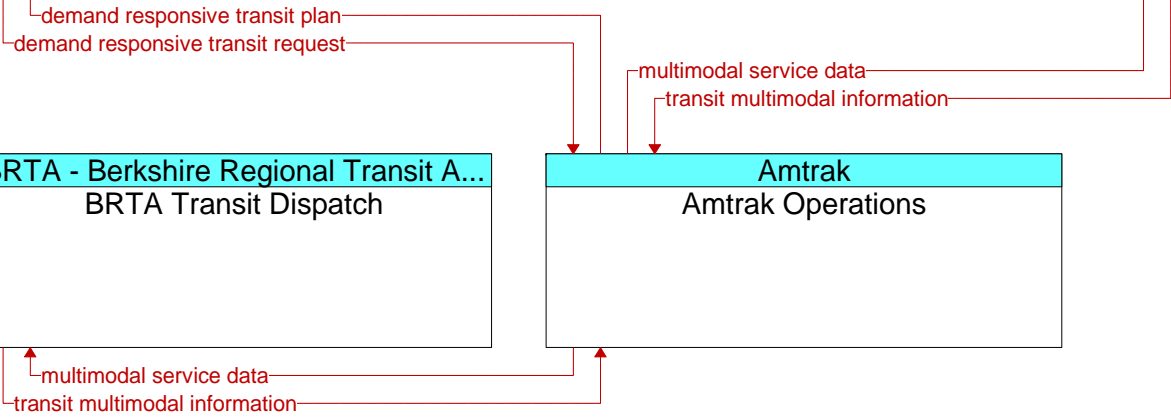 demand responsive transit plan
demand responsive transit request
multimodal service data
transit multimodal information
BRTA - Berkshire Regional Transit A...
BRTA Transit Dispatch
Amtrak
Amtrak Operations
multimodal service data
transit multimodal information